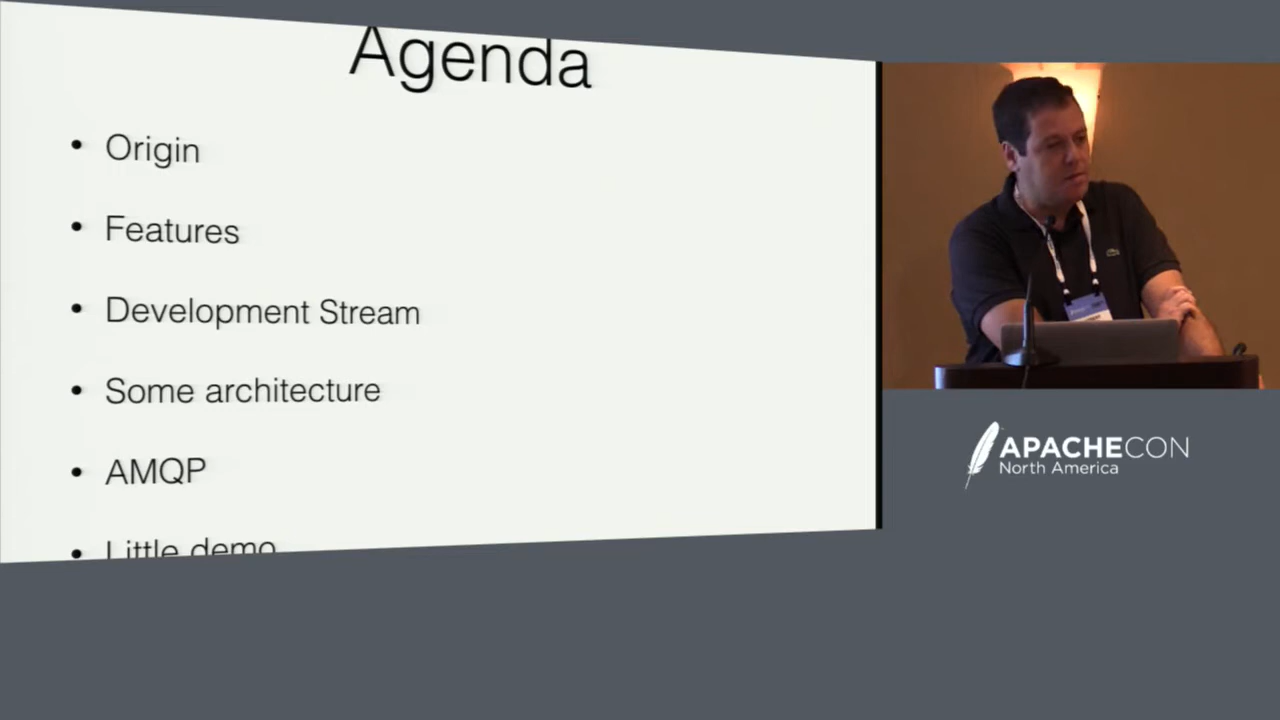 Agenda
• Origin
• Features
• Development Stream
• Some architecture
• AMQP
• Little demo
APACHECON
North America